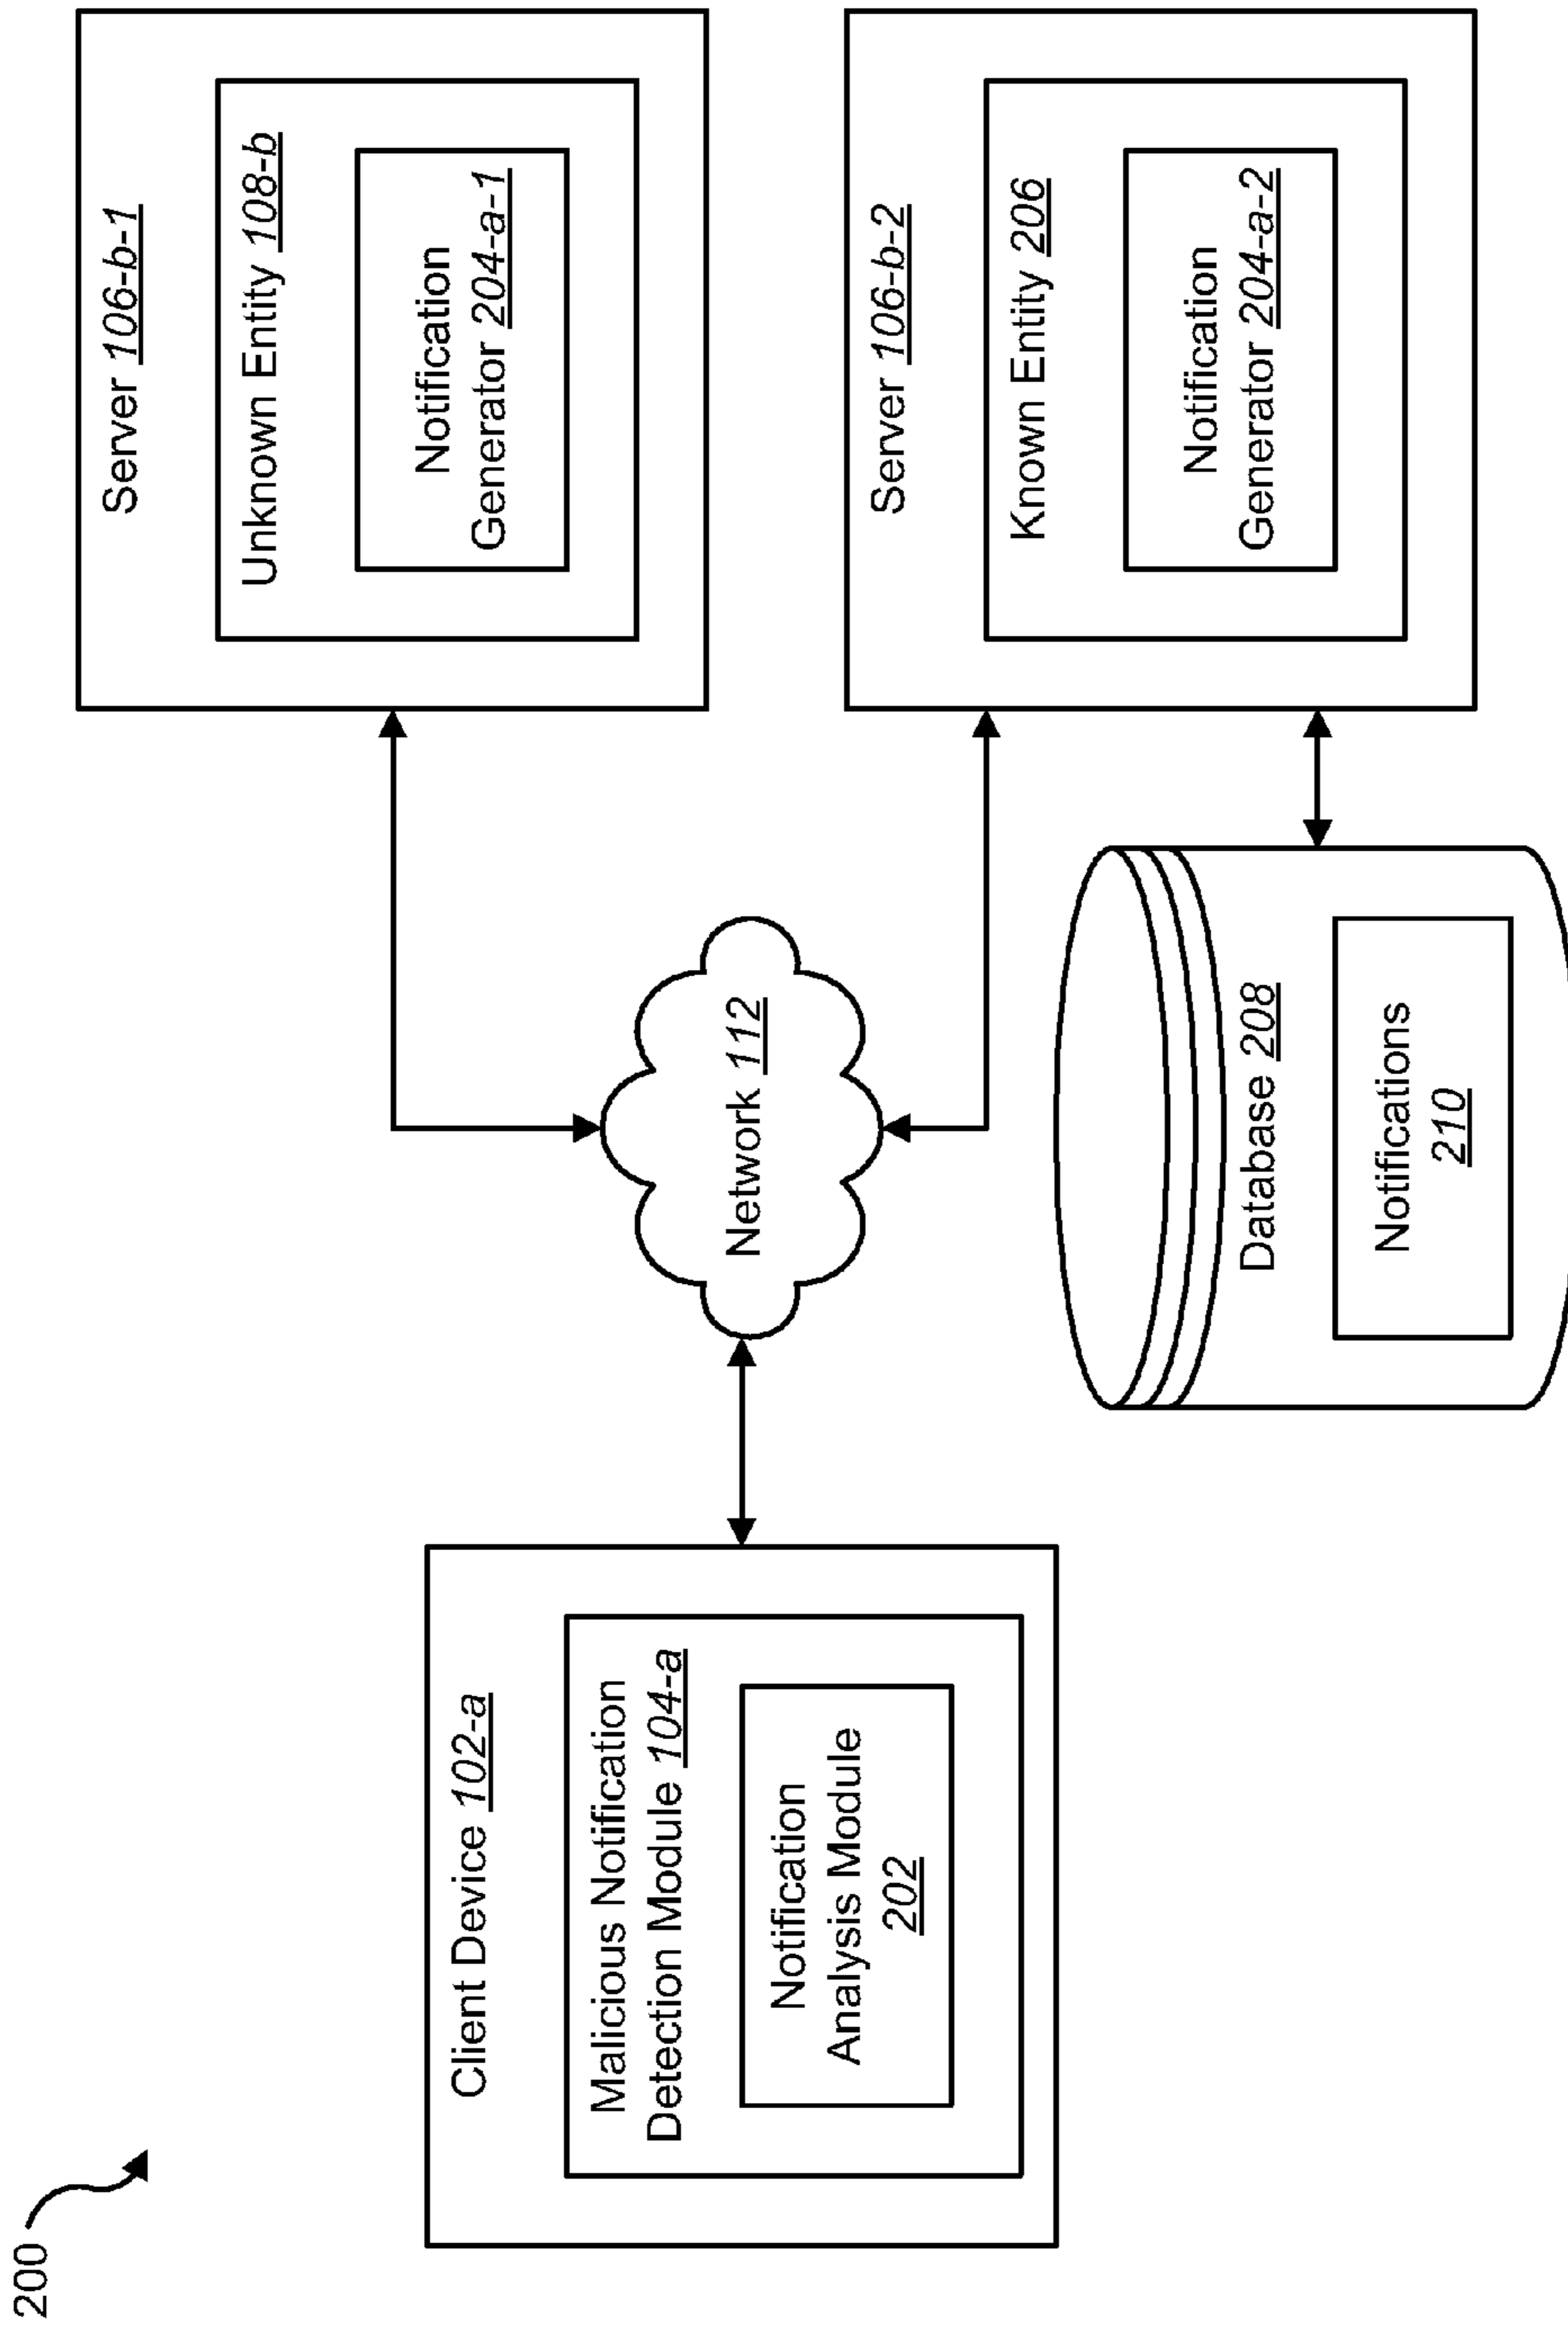 200
Client Device 102-a
Malicious Notification
Detection Module 104-a
Notification
Analysis Module
202
Network 112
Server 106-b-1
Unknown Entity 108-b
Notification
Generator 204-a-1
Server 106-b-2
Known Entity 206
Notification
Generator 204-a-2
Database 208
Notifications
210